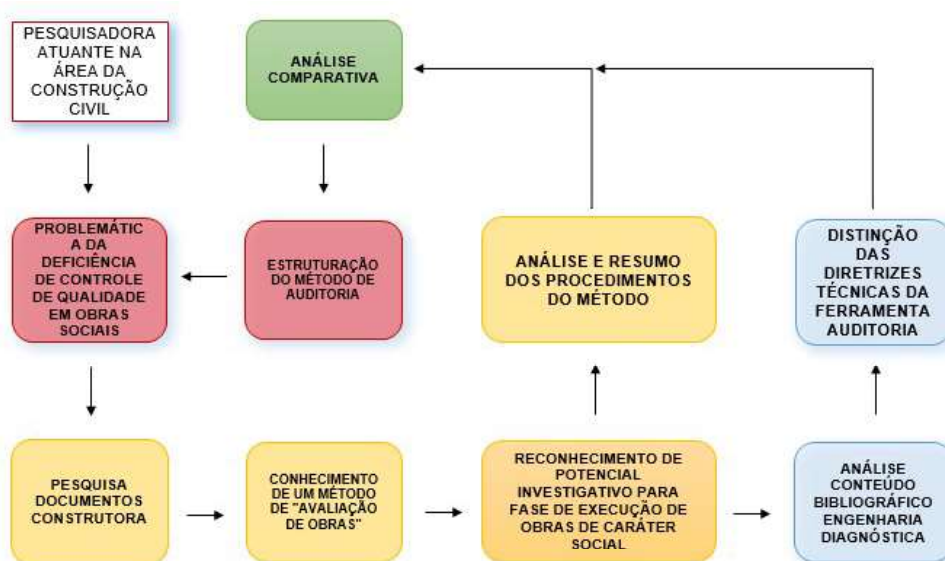 PESQUISADORA
ATUANTE NA
ÁREA DA
CONSTRUÇÃO
CIVIL
ANÁLISE
COMPARATIVA
PROBLEMÁTIC
A DA
DEFICIÊNCIA
DE CONTROLE
DE QUALIDADE
EM OBRAS
SOCIAIS
ESTRUTURAÇÃO
DO MÉTODO DE
AUDITORIA
ANÁLISE E RESUMO
DOS PROCEDIMENTOS
DO MÉTODO
DISTINÇÃO
DAS
DIRETRIZES
TÉCNICAS DA
FERRAMENTA
AUDITORIA
PESQUISA
DOCUMENTOS
CONSTRUTORA
CONHECIMENTO
DE UM MÉTODO
DE "AVALIAÇÃO
DE OBRAS"
RECONHECIMENTO DE
POTENCIAL
INVESTIGATIVO PARA
FASE DE EXECUÇÃO DE
OBRAS DE CARÁTER
SOCIAL
ANÁLISE
CONTEÚDO
BIBLIOGRÁFICO
ENGENHARIA
DIAGNÓSTICA